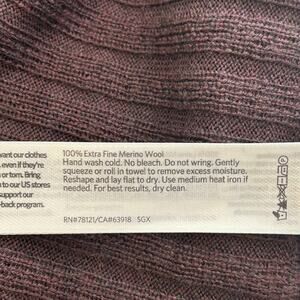 want our clothes
even if they're
or torn. Bring
to our US stores
support our
-back program.
100% Extra Fine Merino Wool
Hand wash cold. No bleach. Do not wring. Gently
squeeze or roll in towel to remove excess moisture.
Reshape and lay flat to dry. Use medium heat iron if
needed. For best results, dry clean.
RN#78121/CA#63918 SGX